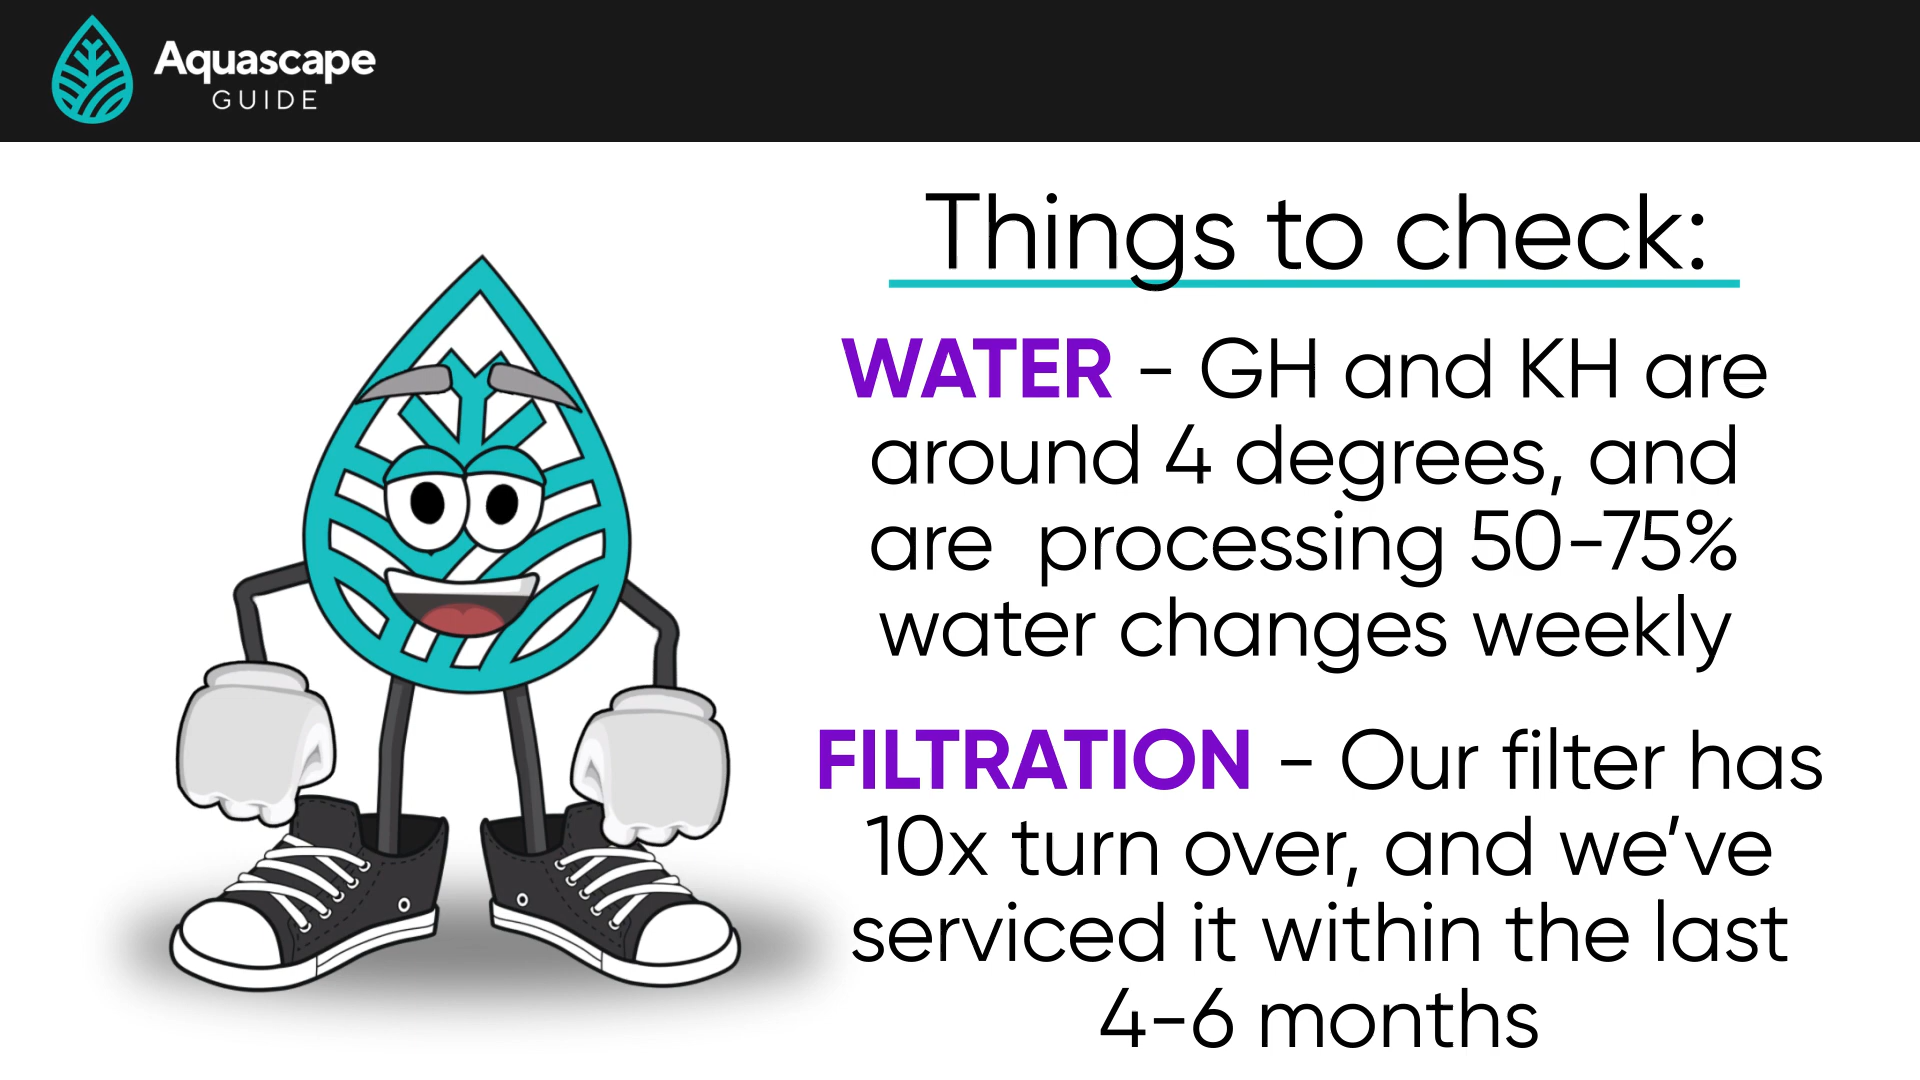 Aquascape
GUIDE
Things to check:
WATER - GH and KH are
around 4 degrees, and
are  processing 50-75%
water changes weekly
FILTRATION - Our filter has
10x turn over, and we've
serviced it within the last
4-6 months